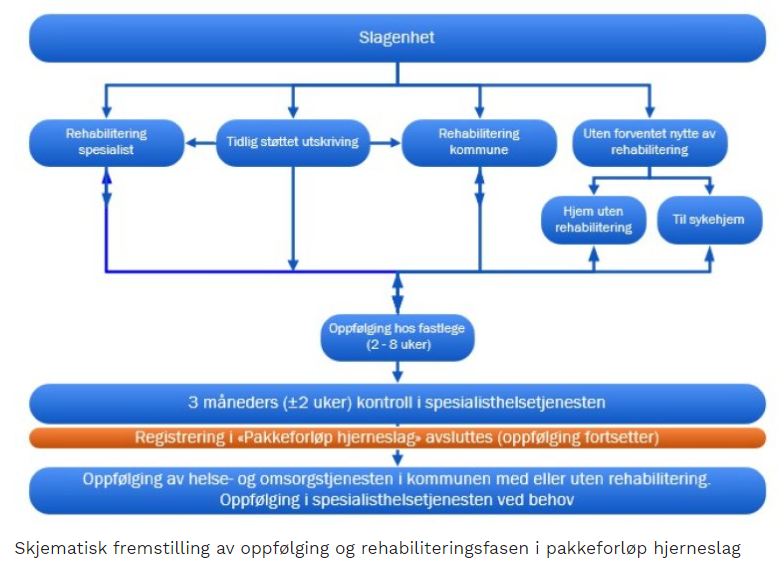 Slagenhet
Rehabilitering
spesialist
Tidlig støttet utskriving
Rehabilitering
kommune
Uten forventet nytte av
rehabilitering
Hjem uten
rehabilitering
Til sykehjem
Oppfølging hos fastlege
(2 - 8 uker)
3 måneders (±2 uker) kontroll i spesialisthelsetjenesten
Registrering i «Pakkeforløp hjerneslag» avsluttes (oppfølging fortsetter)
Oppfølging av helse- og omsorgstjenesten i kommunen med eller uten rehabilitering.
Oppfølging i spesialisthelsetjenesten ved behov
Skjematisk fremstilling av oppfølging og rehabiliteringsfasen i pakkeforløp hjerneslag